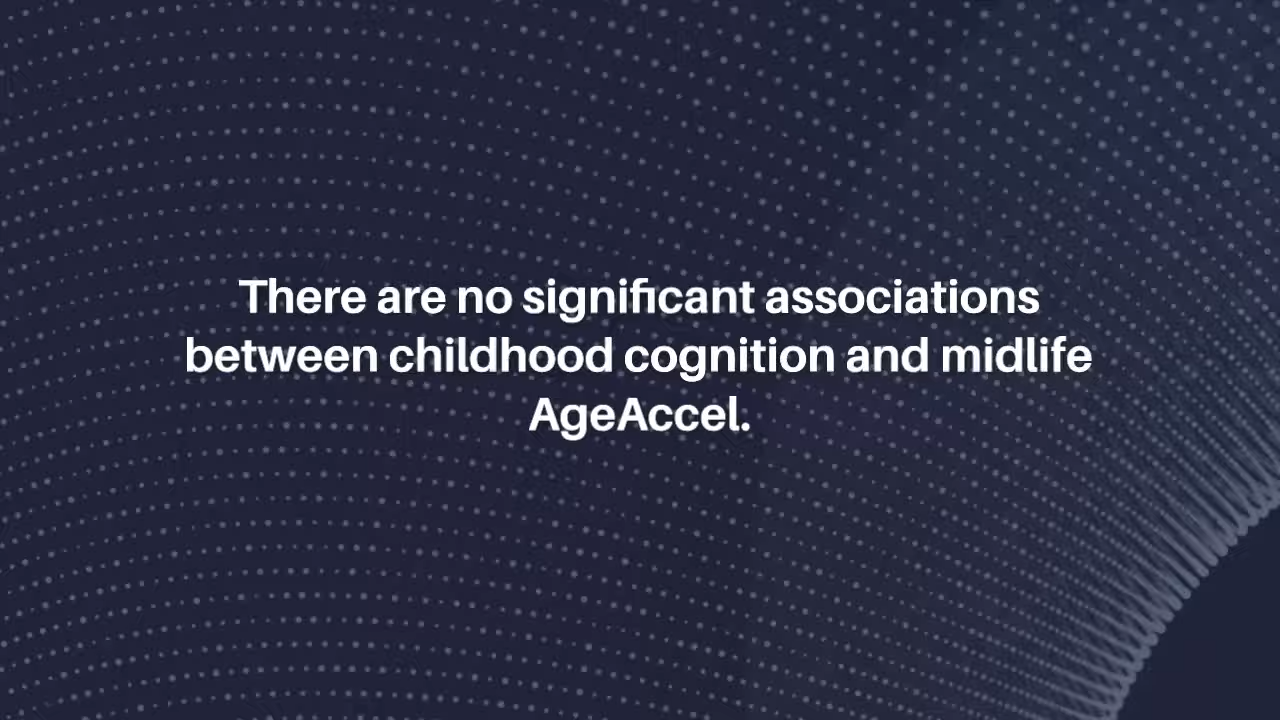 There are no significant associations
between childhood cognition and midlife
AgeAccel.